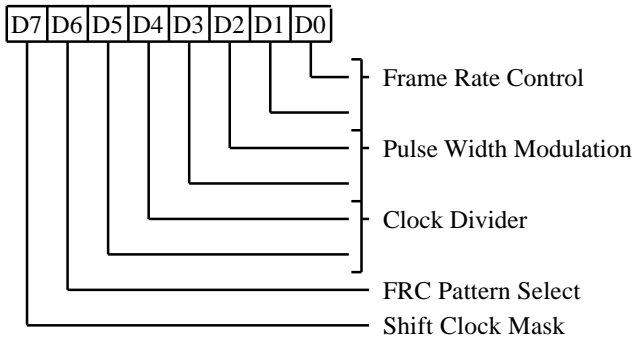 D7 D6 D5 D4 D3 D2 D1 D0
Frame Rate Control
Pulse Width Modulation
Clock Divider
FRC Pattern Select
Shift Clock Mask